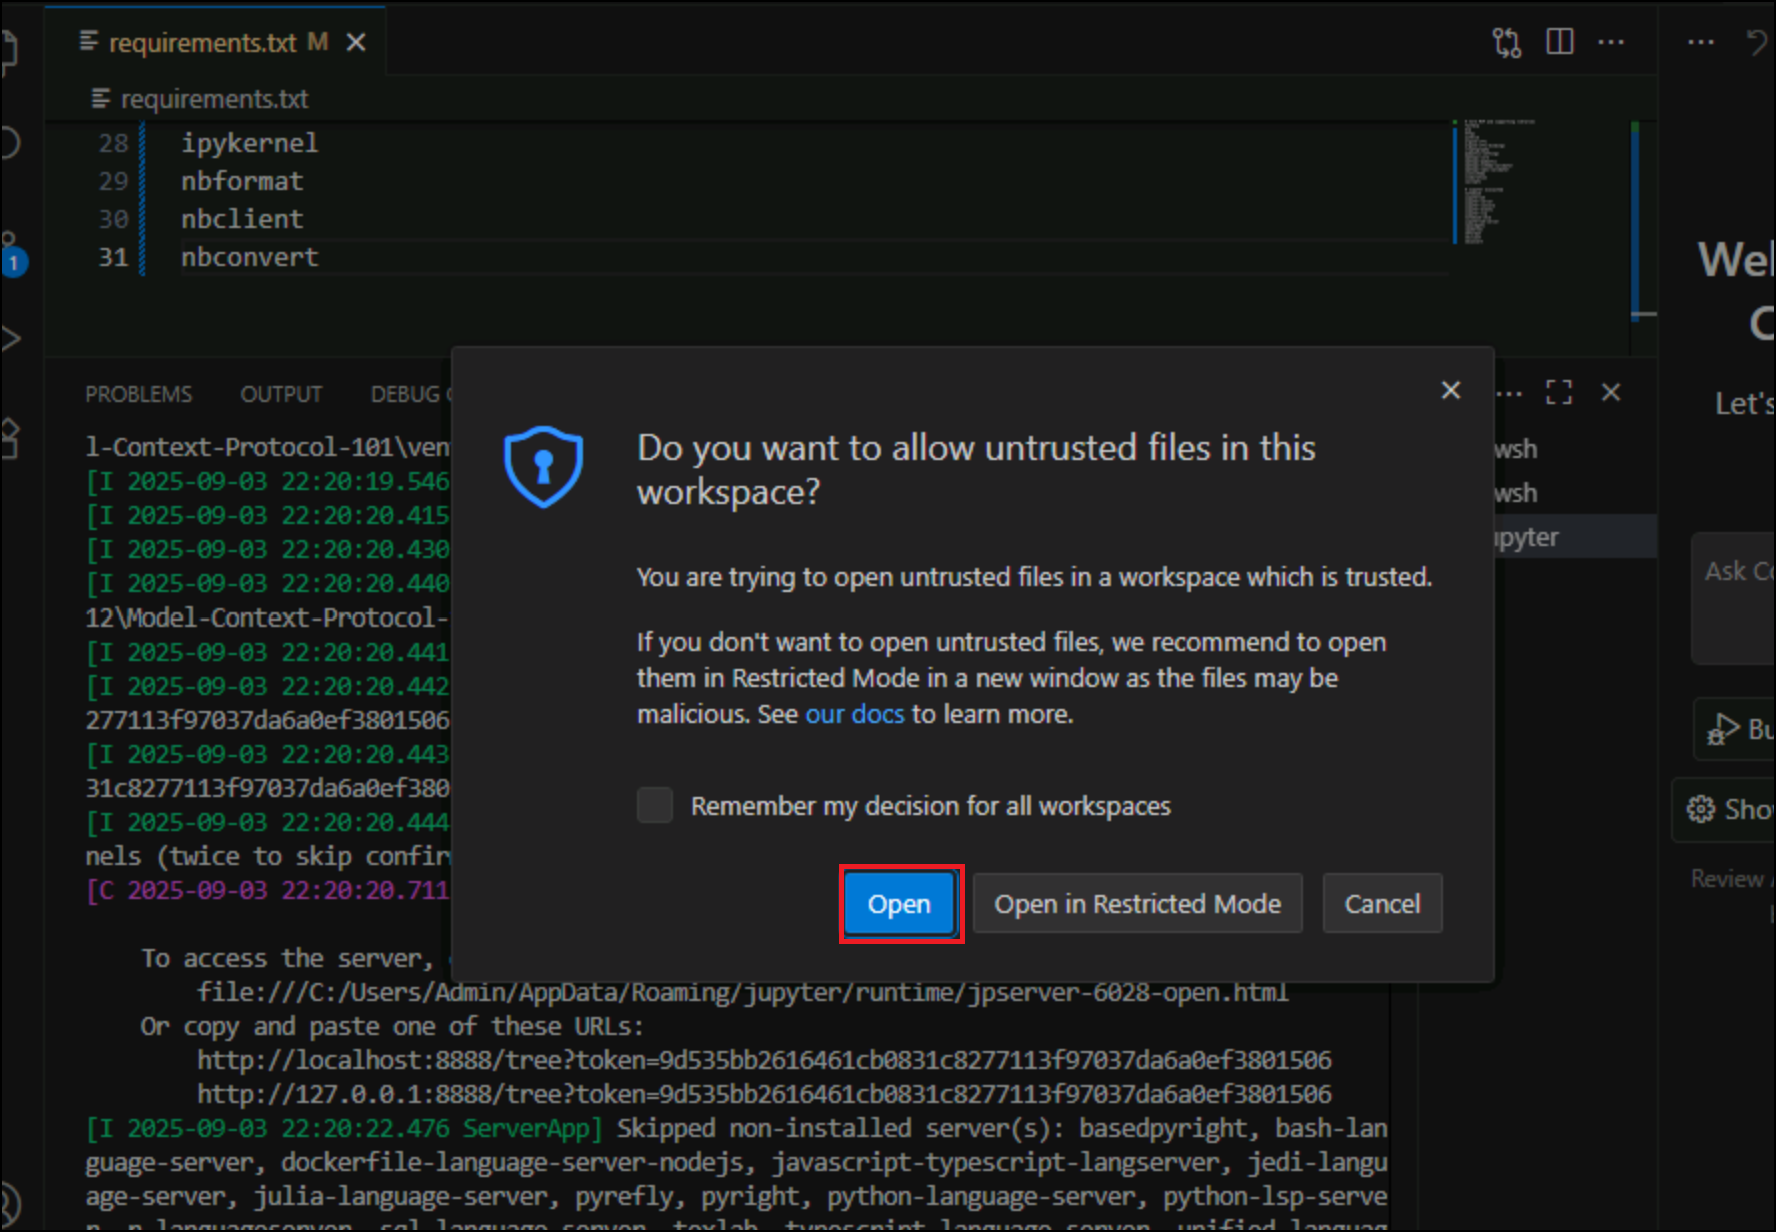 requirements.txt M
requirements.txt
28 ipykernel
29 nbformat
30 nbclient
31 nbconvert
1
Wel
Let's
PROBLEMS OUTPUT DEBUG
wsh
wsh
upyter
Ask Co
Bu
Sho
Review
l-Context-Protocol-101\ven
[I 2025-09-03 22:20:19.546
[I 2025-09-03 22:20:20.415
[I 2025-09-03 22:20:20.430
[I 2025-09-03 22:20:20.440
12\Model-Context-Protocol-
[I 2025-09-03 22:20:20.441
[I 2025-09-03 22:20:20.442
277113f97037da6a0ef3801506
[I 2025-09-03 22:20:20.443
31c8277113f97037da6a0ef380
[I 2025-09-03 22:20:20.444
nels (twice to skip confir
[C 2025-09-03 22:20:20.711
Do you want to allow untrusted files in this
workspace?
You are trying to open untrusted files in a workspace which is trusted.
If you don't want to open untrusted files, we recommend to open
them in Restricted Mode in a new window as the files may be
malicious. See our docs to learn more.
Remember my decision for all workspaces
Open Open in Restricted Mode Cancel
To access the server,
file:///C:/Users/Admin/AppData/Roaming/jupyter/runtime/jpserver-6028-open.html
Or copy and paste one of these URLs:
http://localhost:8888/tree?token=9d535bb2616461cb0831c8277113f97037da6a0ef3801506
http://127.0.0.1:8888/tree?token=9d535bb2616461cb0831c8277113f97037da6a0ef3801506
[I 2025-09-03 22:20:22.476 ServerApp] Skipped non-installed server(s): basedpyright, bash-lan
guage-server, dockerfile-language-server-nodejs, javascript-typescript-langserver, jedi-langu
age-server, julia-language-server, pyrefly, pyright, python-language-server, python-lsp-serve